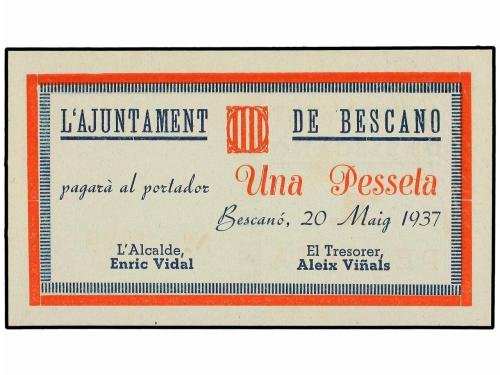 L'AJUNTAMENT DE BESCANO
pagarà al portador Una Pesseta
Bescanó, 20 Maig 1937
L'Alcalde, El Tresorer,
Enric Vidal Aleix Viñals